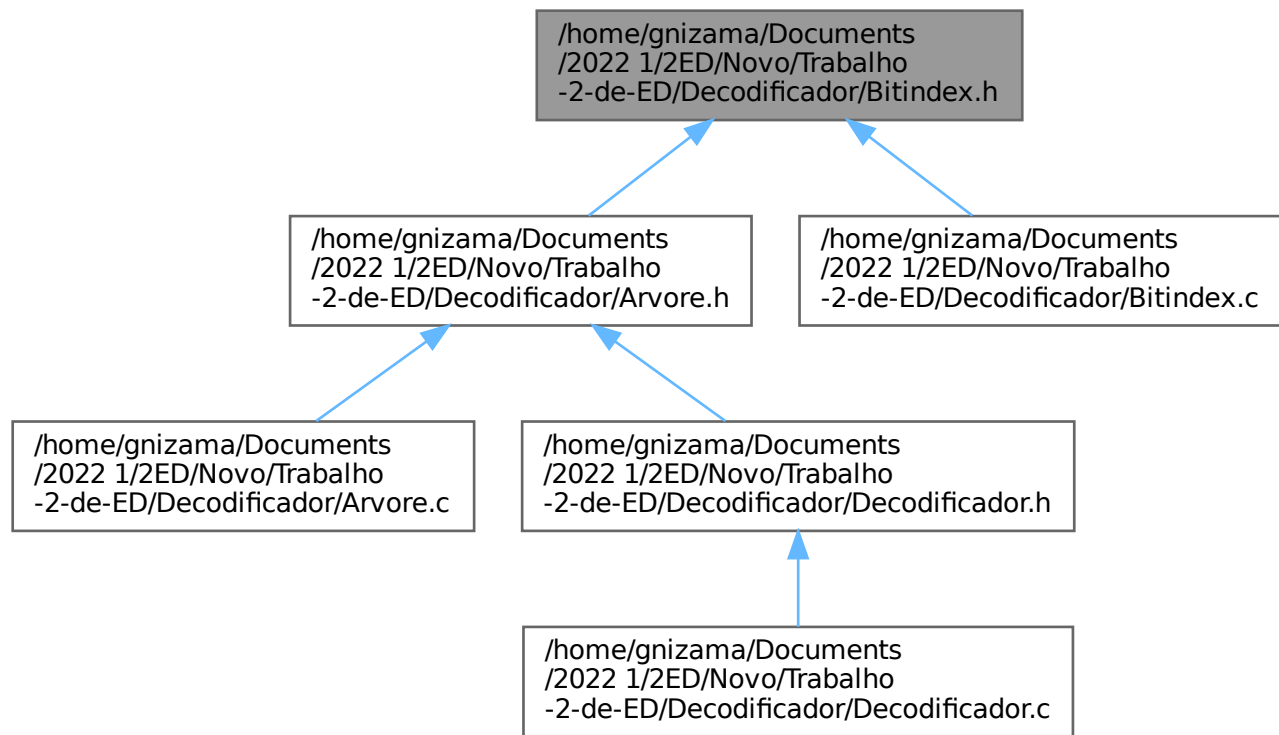 /home/gnizama/Documents
/2022 1/2ED/Novo/Trabalho
-2-de-ED/Decodificador/Bitindex.h
/home/gnizama/Documents
/2022 1/2ED/Novo/Trabalho
-2-de-ED/Decodificador/Arvore.h
/home/gnizama/Documents
/2022 1/2ED/Novo/Trabalho
-2-de-ED/Decodificador/Bitindex.c
/home/gnizama/Documents
/2022 1/2ED/Novo/Trabalho
-2-de-ED/Decodificador/Arvore.c
/home/gnizama/Documents
/2022 1/2ED/Novo/Trabalho
-2-de-ED/Decodificador/Decodificador.h
/home/gnizama/Documents
/2022 1/2ED/Novo/Trabalho
-2-de-ED/Decodificador/Decodificador.c